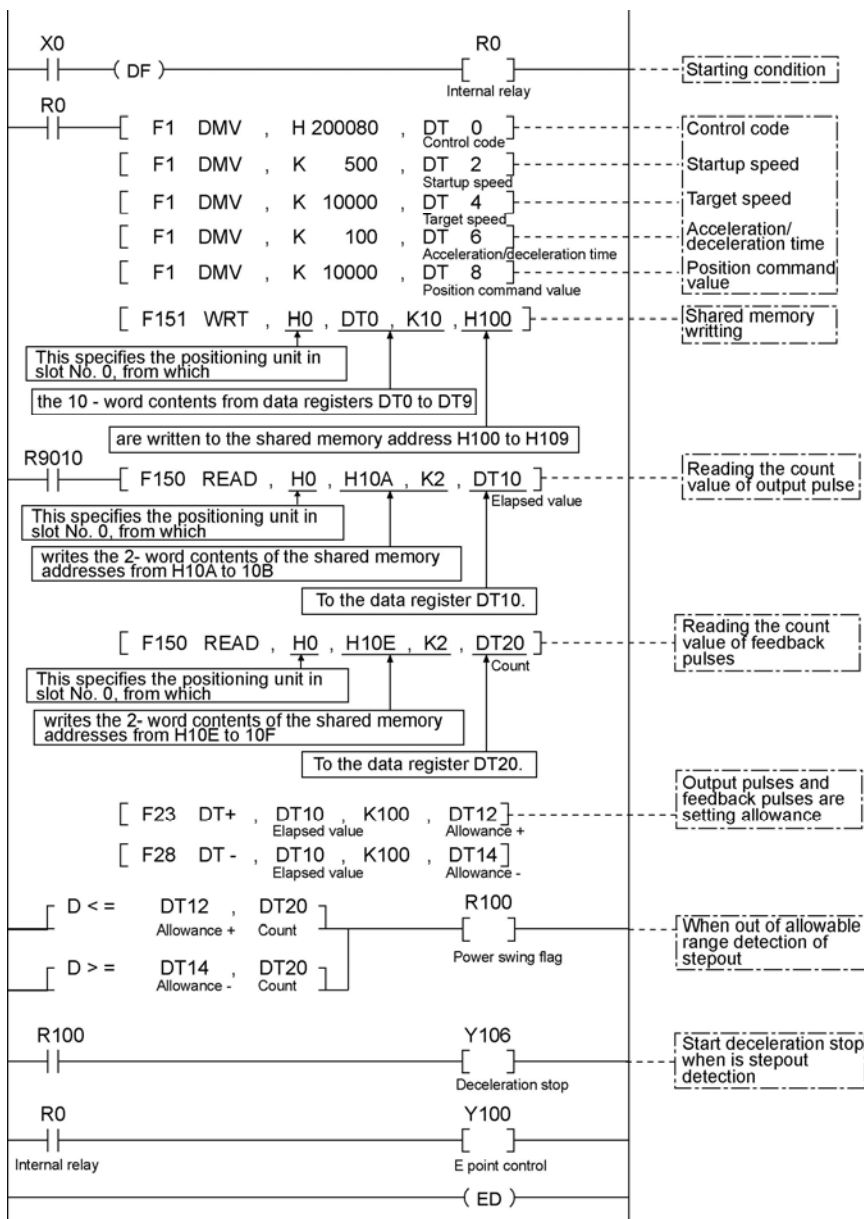 X0 R0
( DF )
Internal relay
Starting condition
R0
[ F1 DMV , H 200080 , DT 0 ]
Control code
Control code
[ F1 DMV , K 500 , DT 2 ]
Startup speed
Startup speed
[ F1 DMV , K 10000 , DT 4 ]
Target speed
Target speed
[ F1 DMV , K 100 , DT 6 ]
Acceleration/deceleration time
Acceleration/
deceleration time
[ F1 DMV , K 10000 , DT 8 ]
Position command value
Position command
value
[ F151 WRT , H0 , DT0 , K10 , H100 ]
Shared memory
writting
This specifies the positioning unit in
slot No. 0, from which
the 10 - word contents from data registers DT0 to DT9
are written to the shared memory address H100 to H109
R9010
[ F150 READ , H0 , H10A , K2 , DT10 ]
Elapsed value
Reading the count
value of output pulse
This specifies the positioning unit in
slot No. 0, from which
writes the 2- word contents of the shared memory
addresses from H10A to 10B
To the data register DT10.
[ F150 READ , H0 , H10E , K2 , DT20 ]
Count
Reading the count
value of feedback
pulses
This specifies the positioning unit in
slot No. 0, from which
writes the 2- word contents of the shared memory
addresses from H10E to 10F
To the data register DT20.
[ F23 DT+ , DT10 , K100 , DT12 ]
Elapsed value Allowance +
Output pulses and
feedback pulses are
setting allowance
[ F28 DT - , DT10 , K100 , DT14 ]
Elapsed value Allowance -
D < = DT12 , DT20
Allowance + Count
R100
Power swing flag
When out of allowable
range detection of
stepout
D > = DT14 , DT20
Allowance - Count
R100 Y106
Deceleration stop
Start deceleration stop
when is stepout
detection
R0 Y100
Internal relay E point control
( ED )